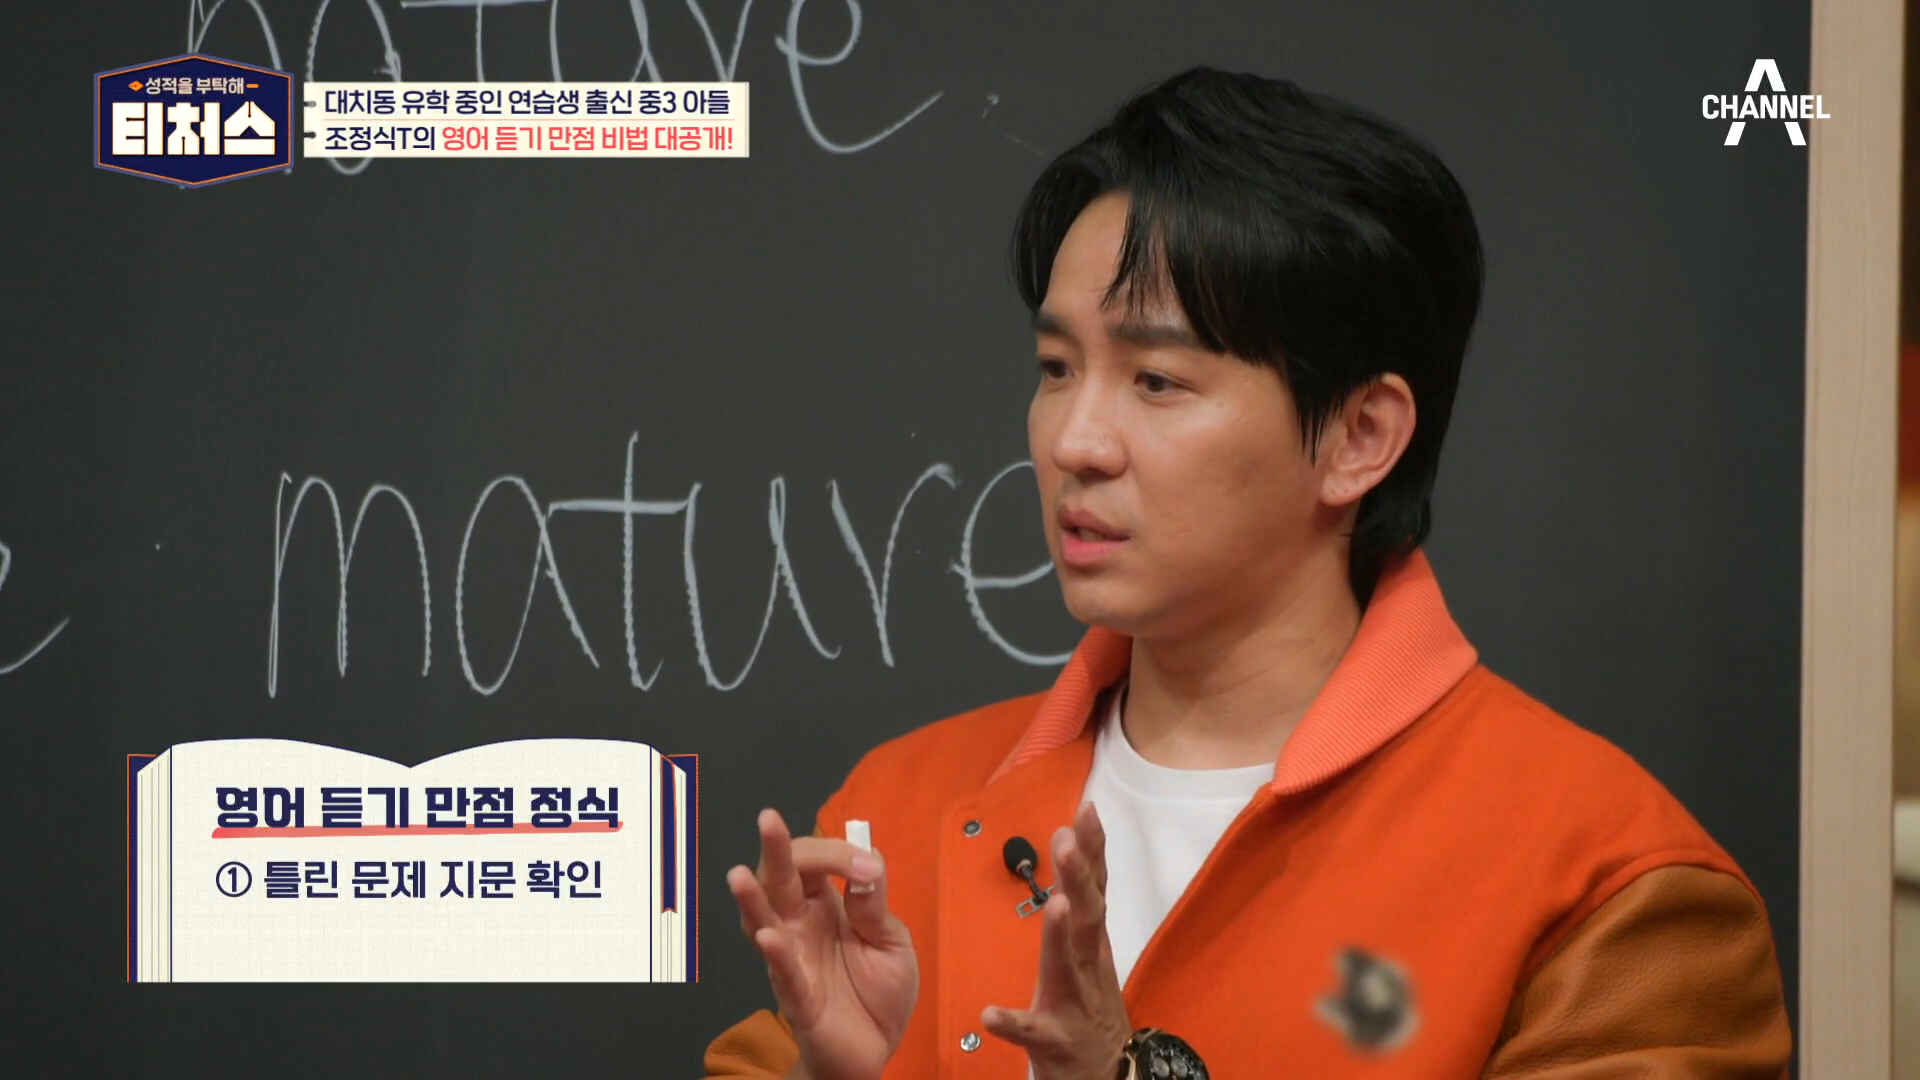 nature
성적을 부탁해
티처스
대치동 유학 중인 연습생 출신 중3 아들
조정식T의 영어 듣기 만점 비법 대공개!
CHANNEL A
mature
영어 듣기 만점 정식
① 틀린 문제 지문 확인